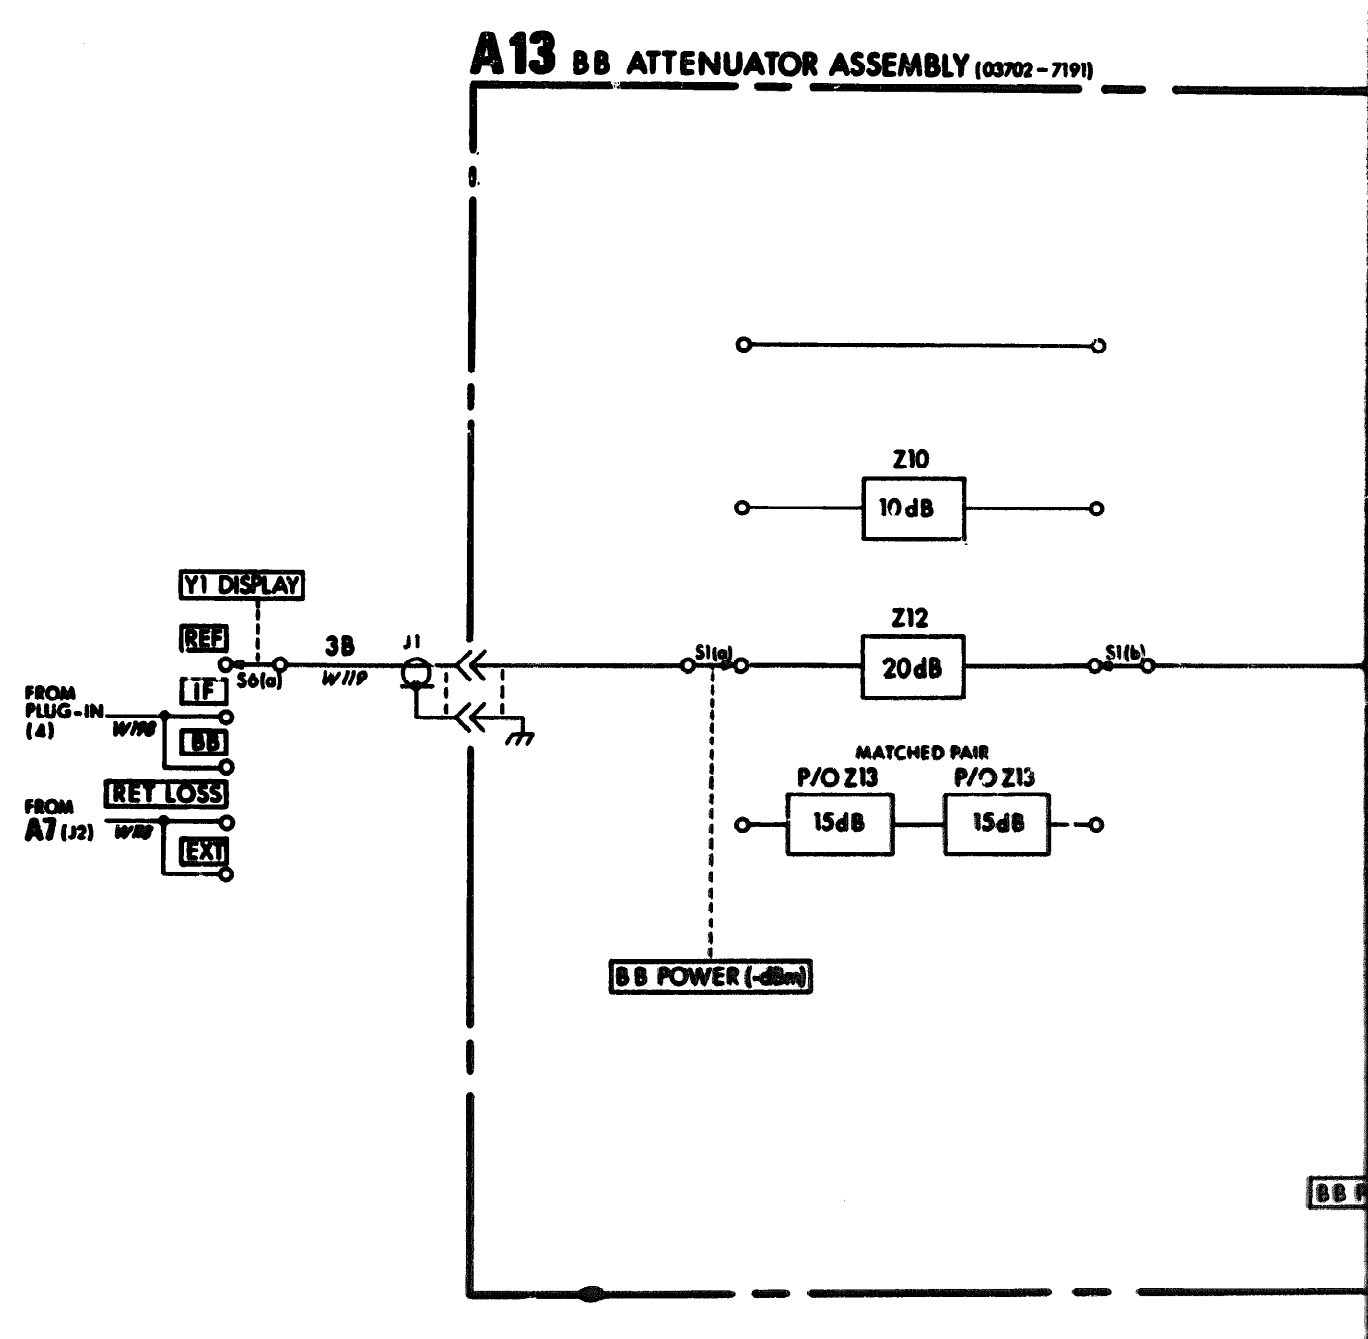 A13 BB ATTENUATOR ASSEMBLY (03702-7191)
Z10
10dB
Y1 DISPLAY
Z12
REF
3B
J1
S1(a)
20dB
S1(b)
S6(a)
W119
IF
FROM
PLUG-IN
(4)
W198
BB
MATCHED PAIR
P/O Z13
P/O Z13
RET LOSS
FROM
A7 (J2)
15dB
15dB
EXT
BB POWER (-dBm)
BB